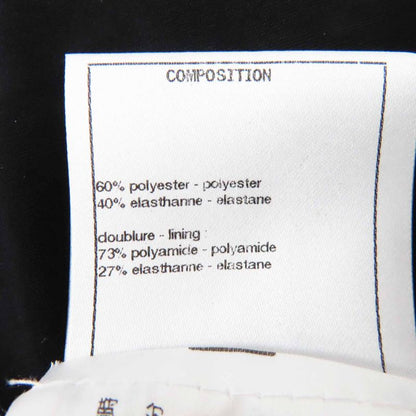 COMPOSITION
60% polyester - polyester
40% elasthanne - elastane
doublure - lining :
73% polyamide - polyamide
27% elasthanne - elastane